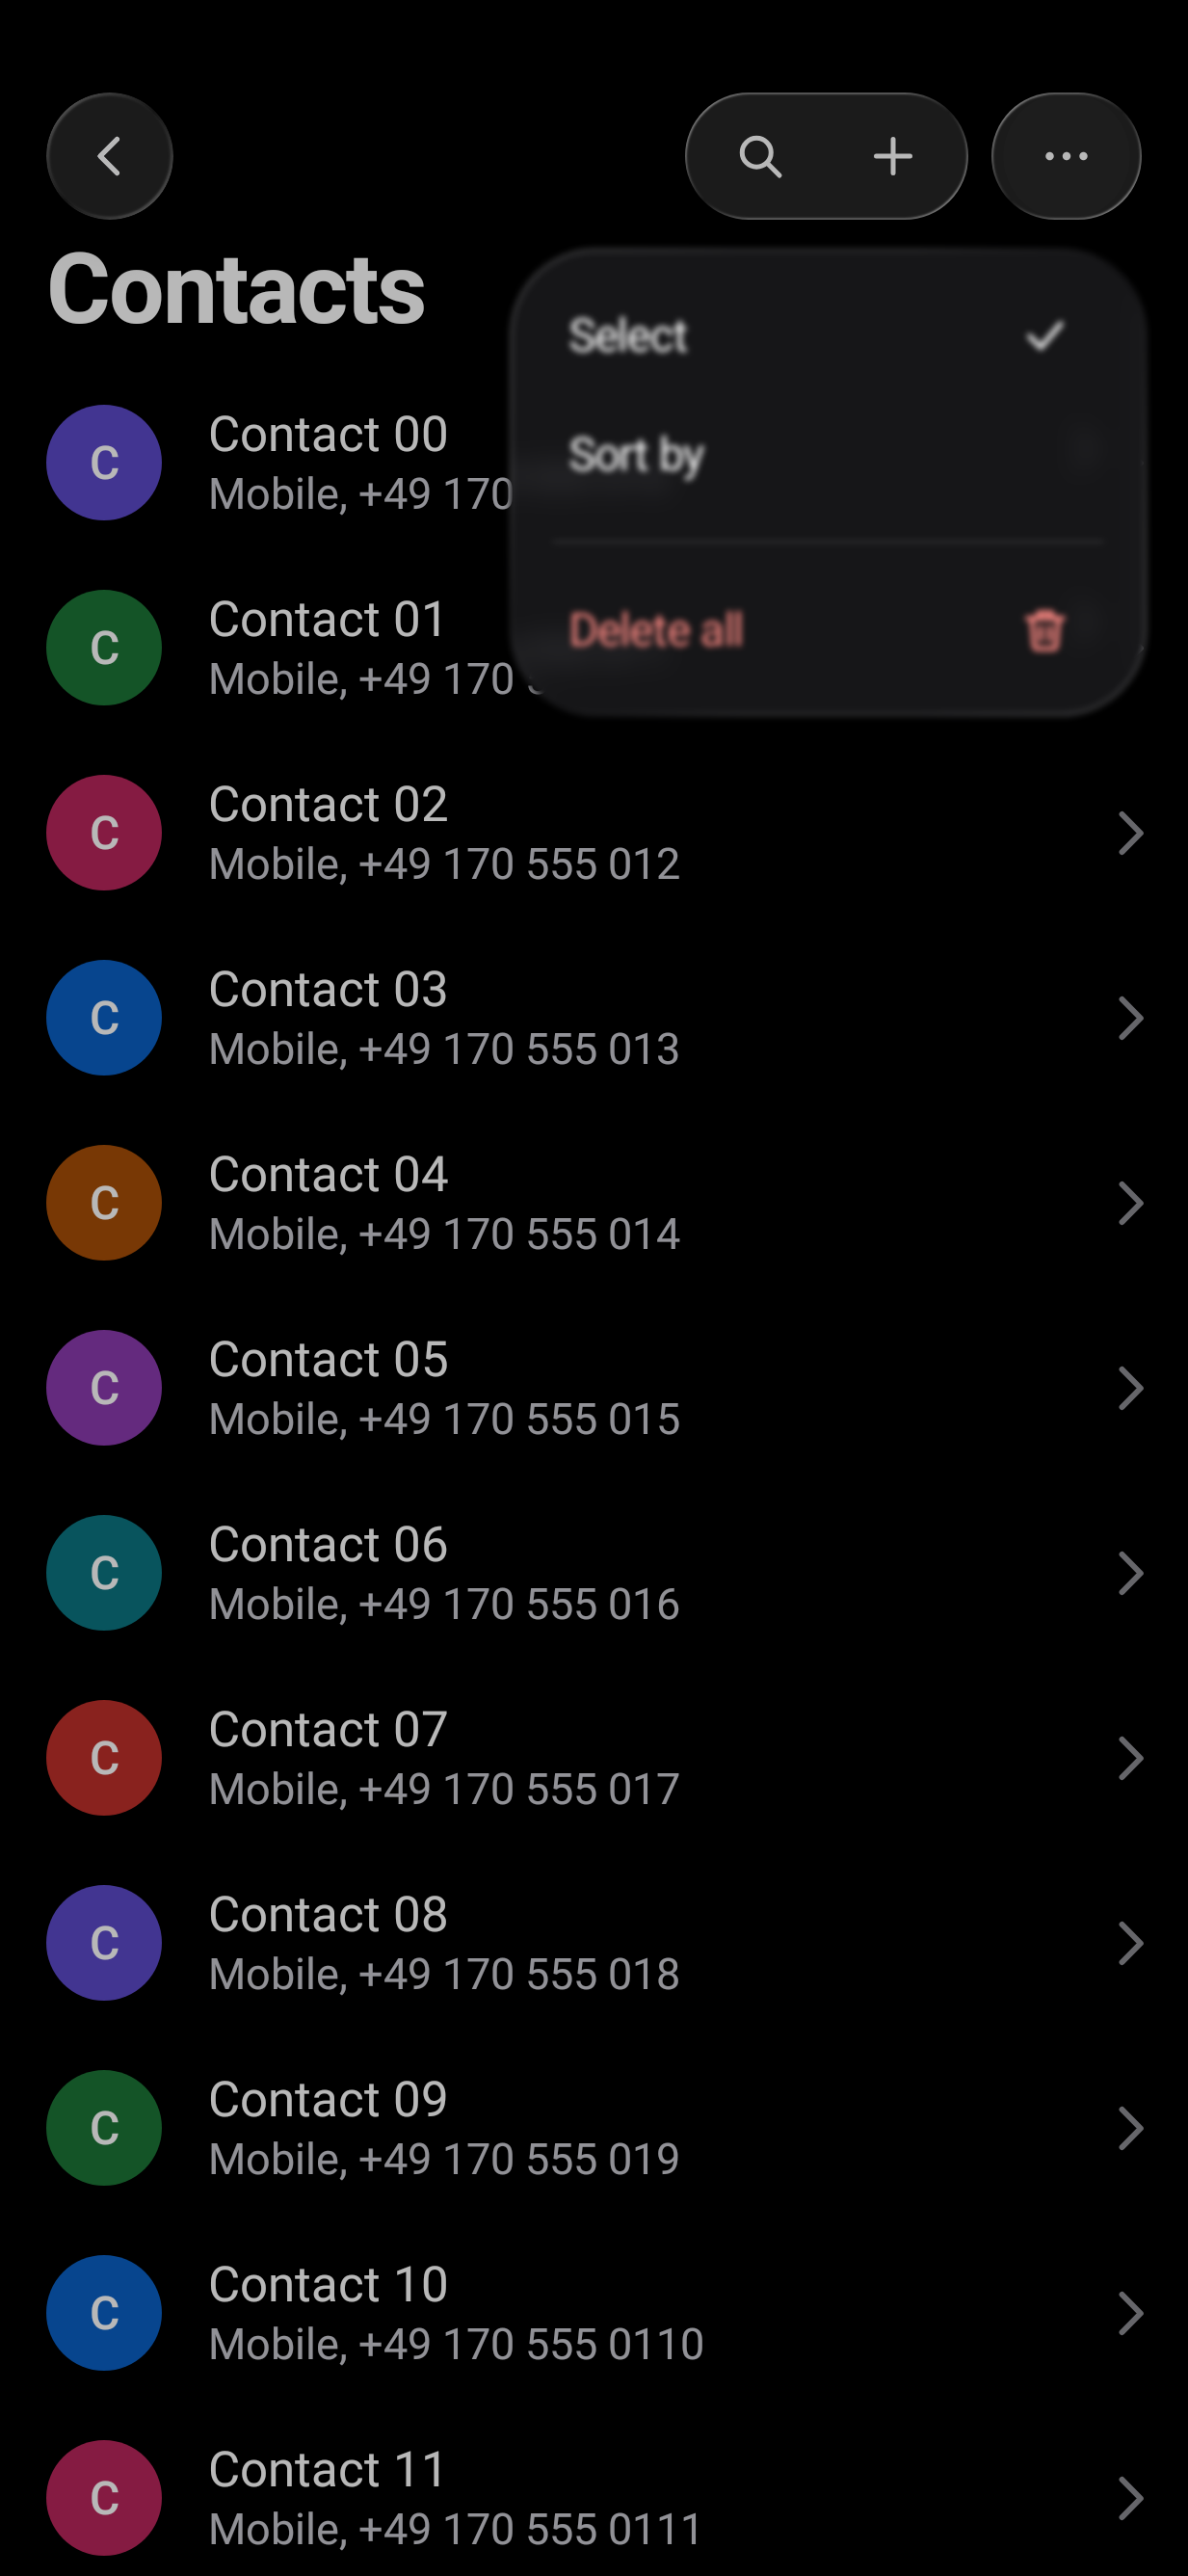 Contacts
Select
Sort by
Delete all
C
Contact 00
Mobile, +49 170
C
Contact 01
Mobile, +49 170
C
Contact 02
Mobile, +49 170 555 012
C
Contact 03
Mobile, +49 170 555 013
C
Contact 04
Mobile, +49 170 555 014
C
Contact 05
Mobile, +49 170 555 015
C
Contact 06
Mobile, +49 170 555 016
C
Contact 07
Mobile, +49 170 555 017
C
Contact 08
Mobile, +49 170 555 018
C
Contact 09
Mobile, +49 170 555 019
C
Contact 10
Mobile, +49 170 555 0110
C
Contact 11
Mobile, +49 170 555 0111